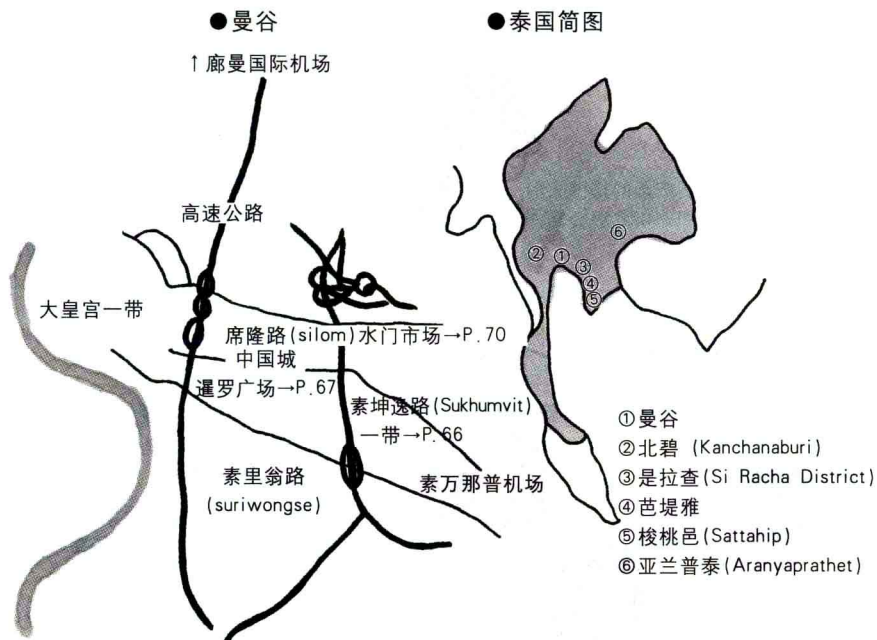 ●曼谷
↑廊曼国际机场
高速公路
大皇宫一带
席隆路(silom)水门市场→P.70
中国城
暹罗广场→P.67
素坤逸路(Sukhumvit)
一带→P.66
素里翁路
(suriwongse)
素万那普机场
●泰国简图
⑥
②
①
③
④
⑤
①曼谷
②北碧 (Kanchanaburi)
③是拉查(Si Racha District)
④芭堤雅
⑤梭桃邑(Sattahip)
⑥亚兰普泰(Aranyaprathet)